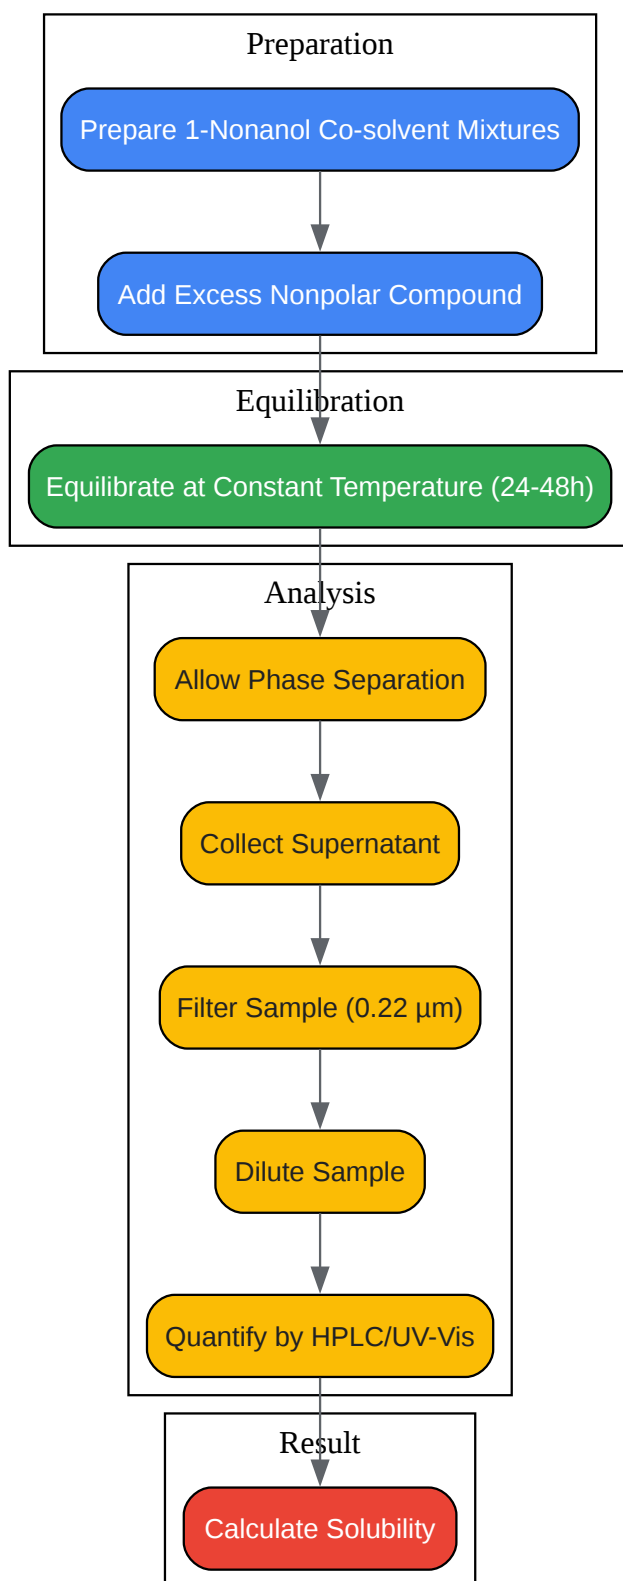 Preparation
Prepare 1-Nonanol Co-solvent Mixtures
Add Excess Nonpolar Compound
Equilibration
Equilibrate at Constant Temperature (24-48h)
Analysis
Allow Phase Separation
Collect Supernatant
Filter Sample (0.22 µm)
Dilute Sample
Quantify by HPLC/UV-Vis
Result
Calculate Solubility